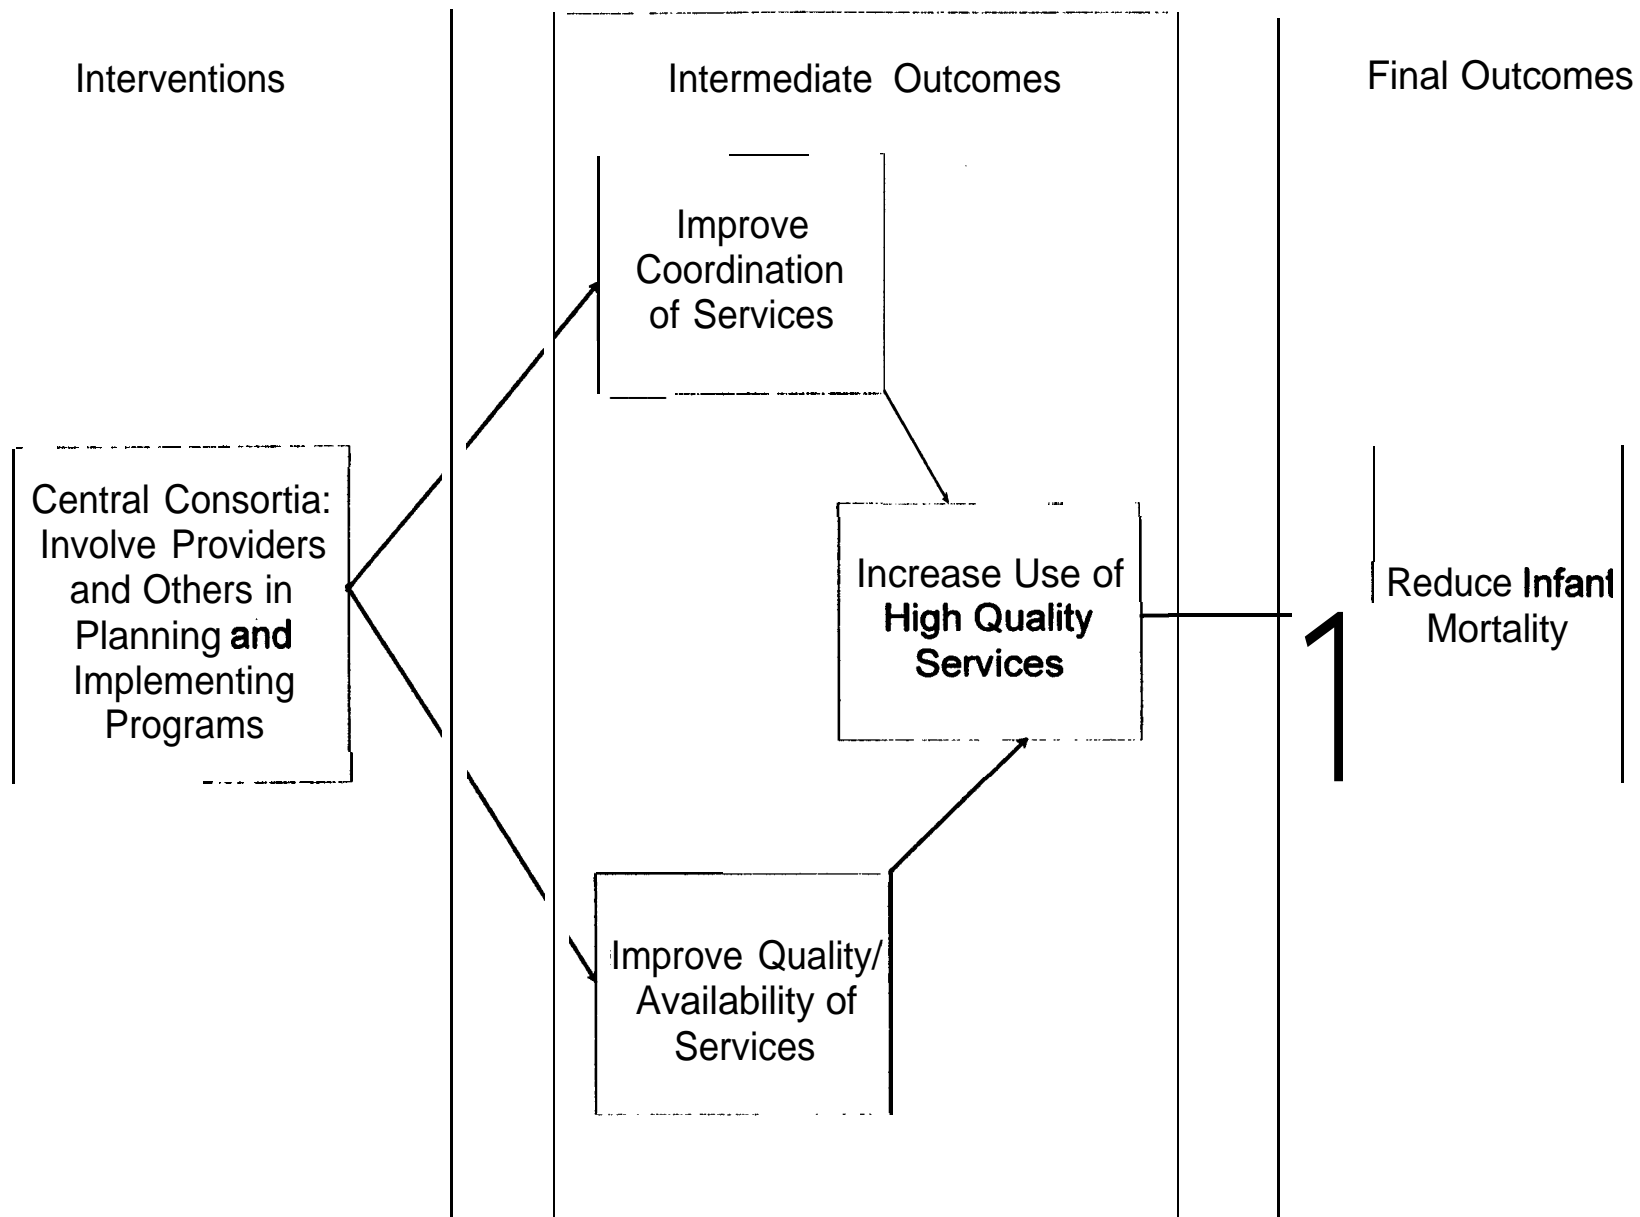 Interventions
Intermediate Outcomes
Final Outcomes
Improve
Coordination
of Services
Central Consortia:
Involve Providers
and Others in
Planning and
Implementing
Programs
Increase Use of
High Quality
Services
1
Reduce Infant
Mortality
Improve Quality/
Availability of
Services